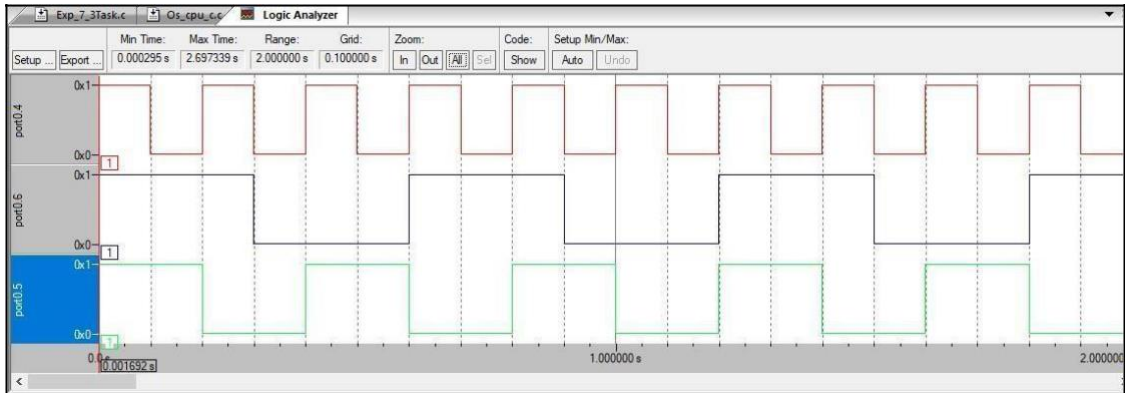 Exp_7_3Task.c Os_cpu_c.c Logic Analyzer
Min Time: Max Time: Range: Grid: Zoom: Code: Setup Min/Max:
Setup ... Export ... 0.000295 s 2.697339 s 2.000000 s 0.100000 s In Out All Sel Show Auto Undo
port0.4
0x1
0x0
1
port0.6
0x1
0x0
1
port0.5
0x1
0x0
1
0.001692 s 1.000000 s 2.000000